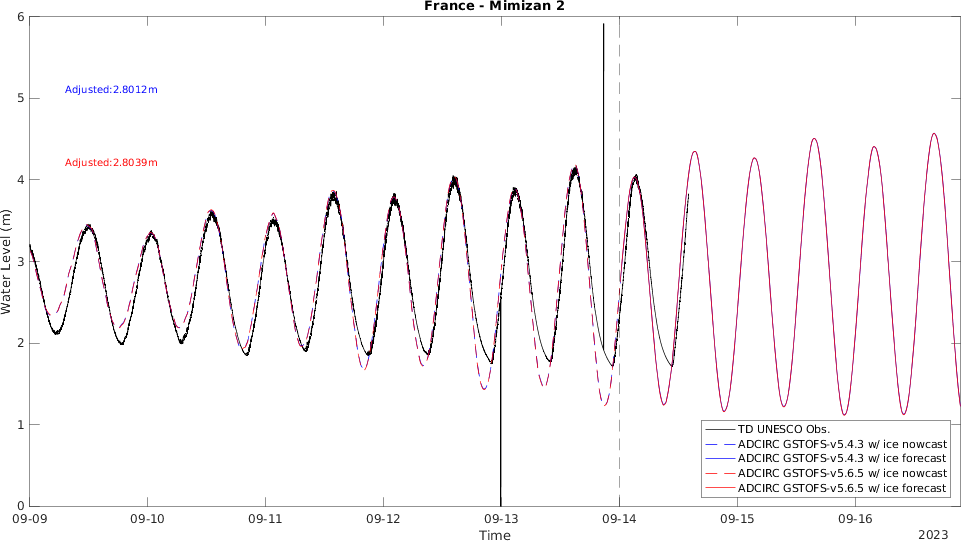 France - Mimizan 2
Water Level (m)
6
5
4
3
2
1
0
Adjusted:2.8012m
Adjusted:2.8039m
TD UNESCO Obs.
ADCIRC GSTOFS-v5.4.3 w/ ice nowcast
ADCIRC GSTOFS-v5.4.3 w/ ice forecast
ADCIRC GSTOFS-v5.6.5 w/ ice nowcast
ADCIRC GSTOFS-v5.6.5 w/ ice forecast
09-09 09-10 09-11 09-12 09-13 09-14 09-15 09-16
Time
2023